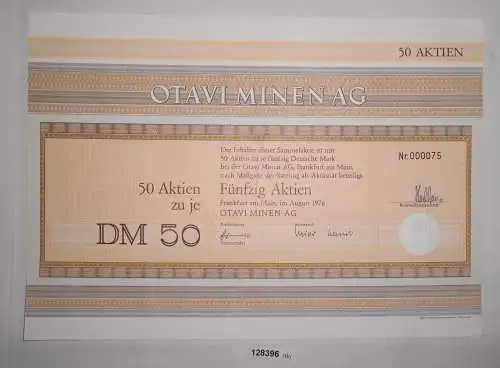 50 AKTIEN
OTAVI MINEN AG
Der Inhaber dieser Sammelaktie ist mit
50 Aktien zu je fünfzig Deutsche Mark
bei der Otavi Minen AG, Frankfurt am Main,
nach Maßgabe der Satzung als Aktionär beteiligt.
Nr.000075
50 Aktien
zu je
DM 50
Fünfzig Aktien
Frankfurt am Main, im August 1976
OTAVI MINEN AG
128396